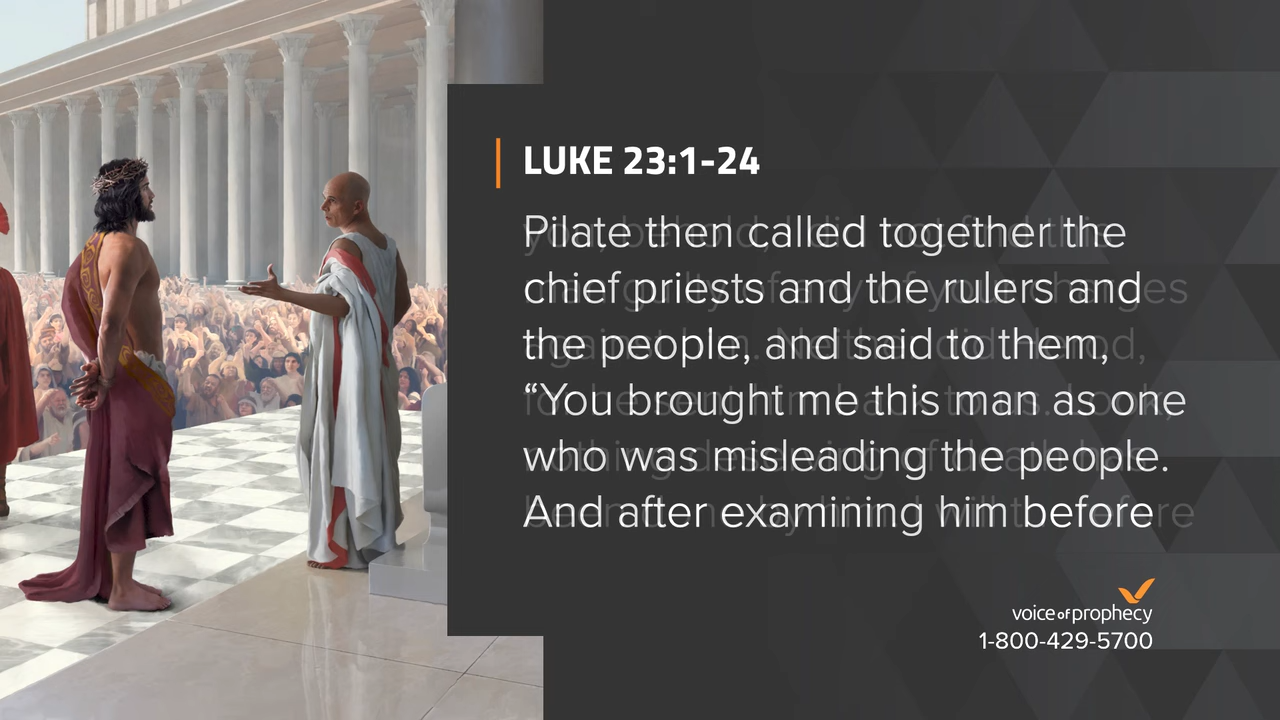 LUKE 23:1-24
Pilate then called together the
chief priests and the rulers and
the people, and said to them,
“You brought me this man as one
who was misleading the people.
And after examining him before
voice of prophecy
1-800-429-5700